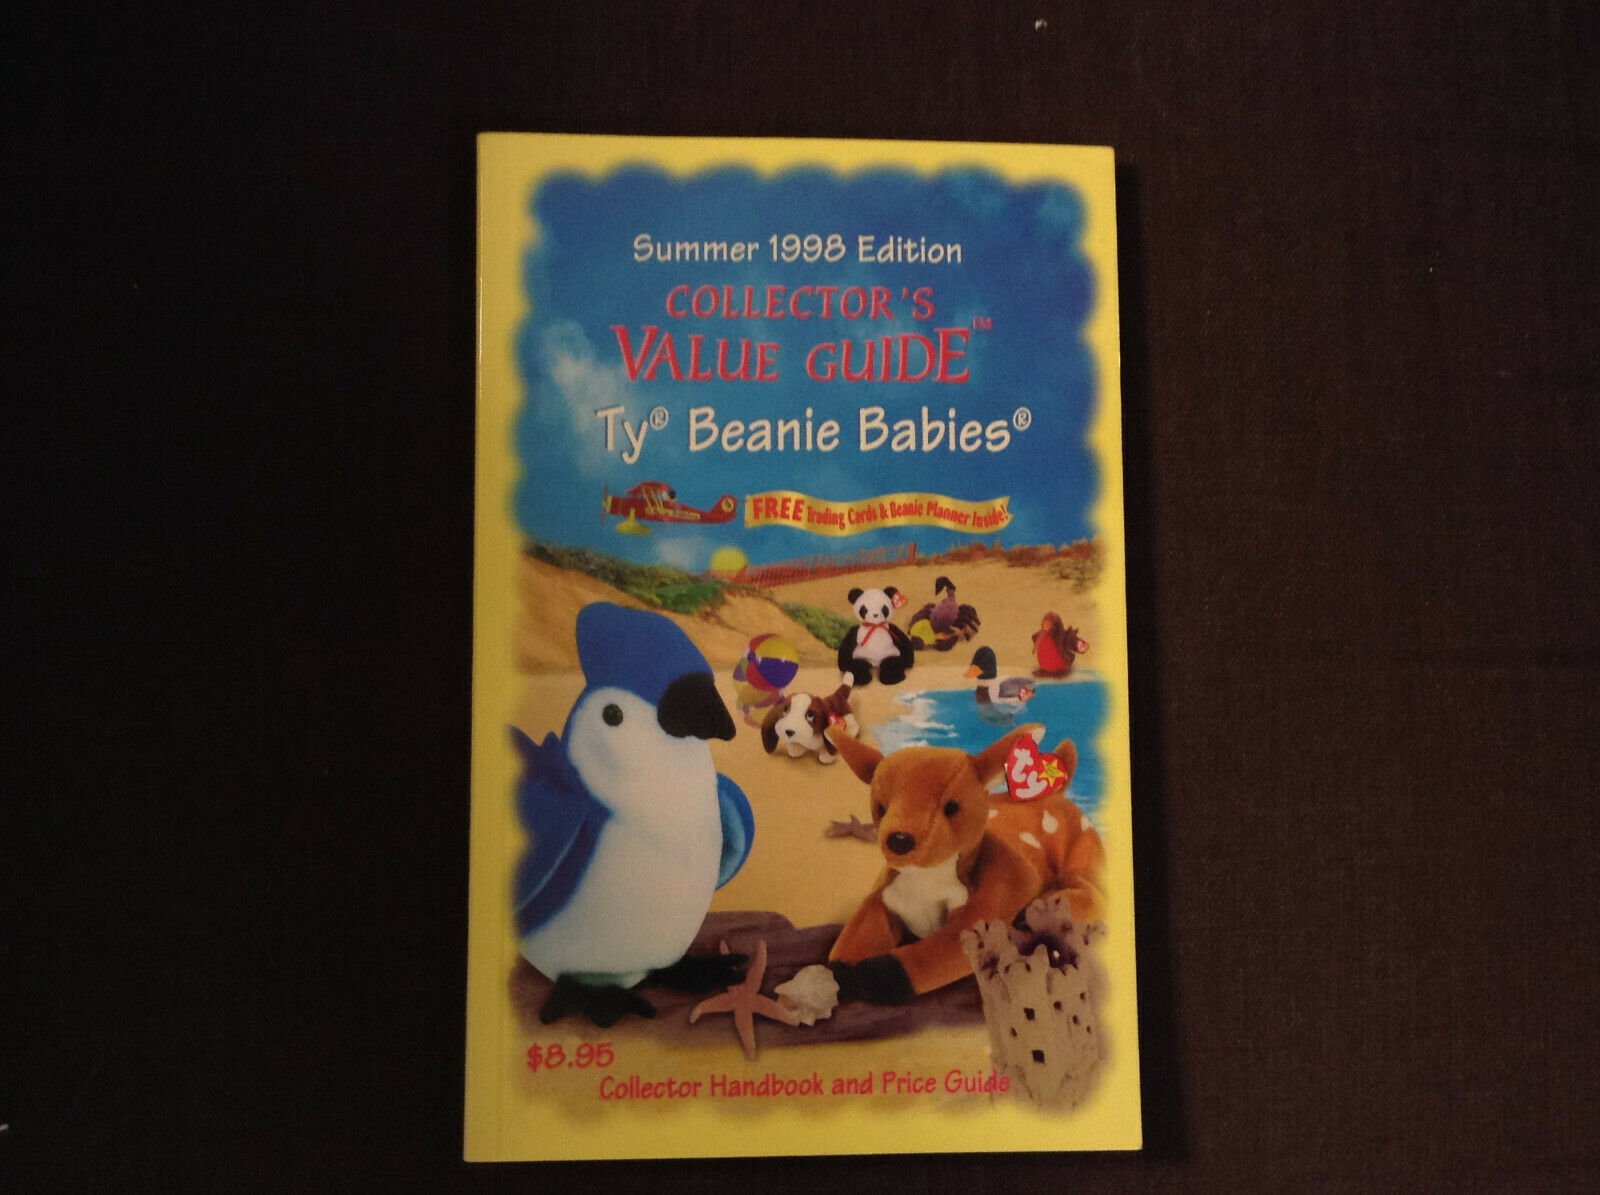 Summer 1998 Edition
COLLECTOR'S
VALUE GUIDE™
Ty® Beanie Babies®
FREE Trading Cards & Beanie Planner Inside!
ty
$8.95
Collector Handbook and Price Guide